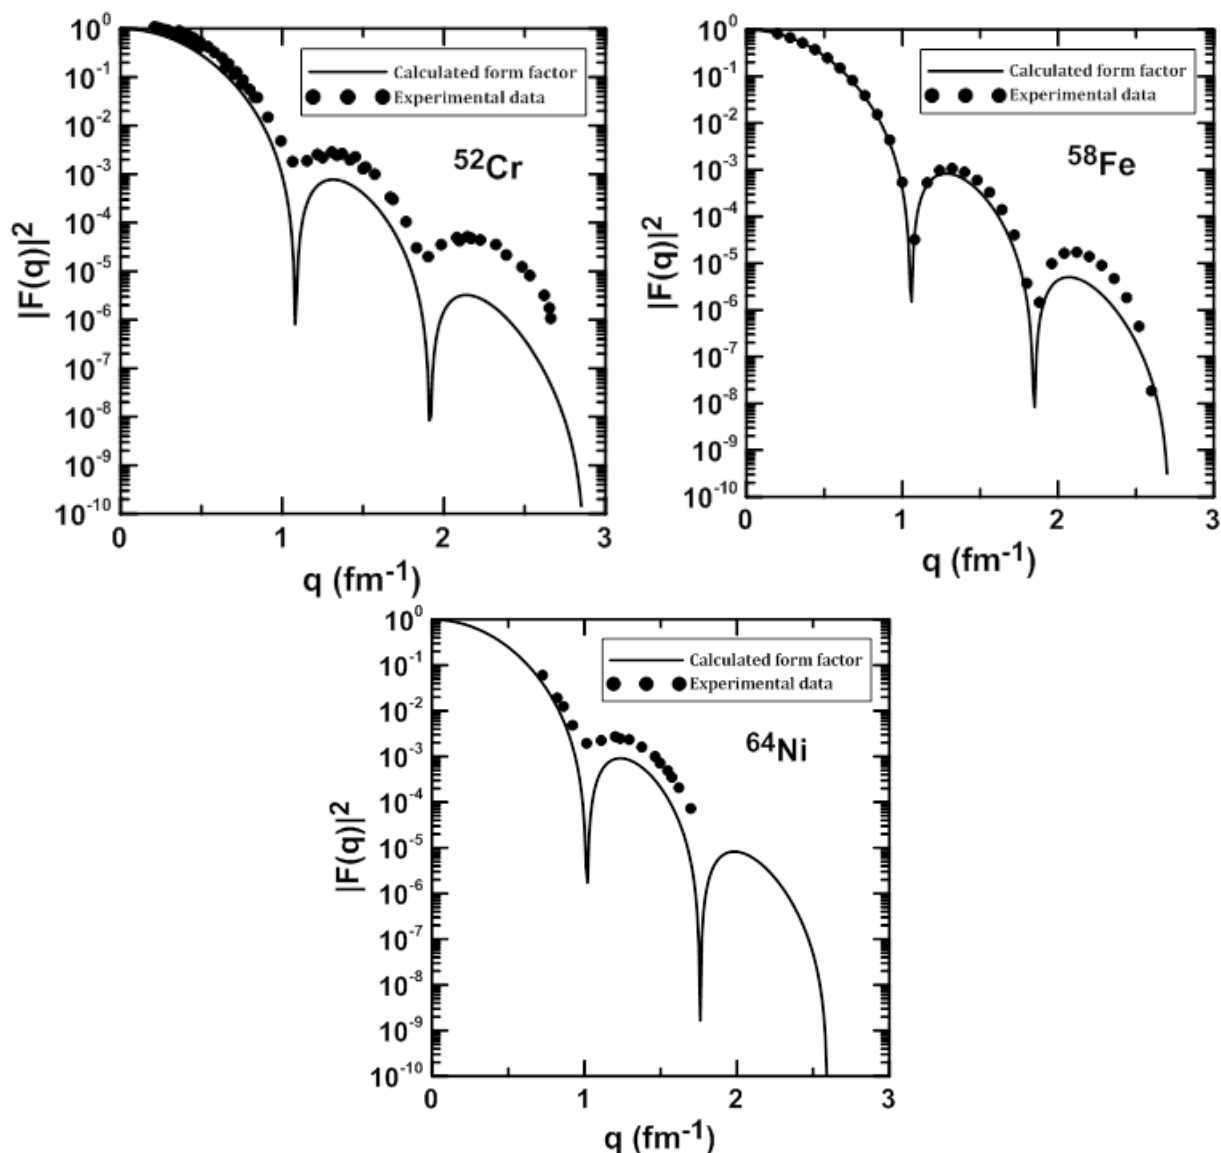 10⁰
10⁻¹
10⁻²
10⁻³
10⁻⁴
10⁻⁵
10⁻⁶
10⁻⁷
10⁻⁸
10⁻⁹
10⁻¹⁰
|F(q)|²
Calculated form factor
Experimental data
⁵²Cr
0 1 2 3
q (fm⁻¹)
10⁰
10⁻¹
10⁻²
10⁻³
10⁻⁴
10⁻⁵
10⁻⁶
10⁻⁷
10⁻⁸
10⁻⁹
10⁻¹⁰
|F(q)|²
Calculated form factor
Experimental data
⁵⁸Fe
0 1 2 3
q (fm⁻¹)
10⁰
10⁻¹
10⁻²
10⁻³
10⁻⁴
10⁻⁵
10⁻⁶
10⁻⁷
10⁻⁸
10⁻⁹
10⁻¹⁰
|F(q)|²
Calculated form factor
Experimental data
⁶⁴Ni
0 1 2 3
q (fm⁻¹)